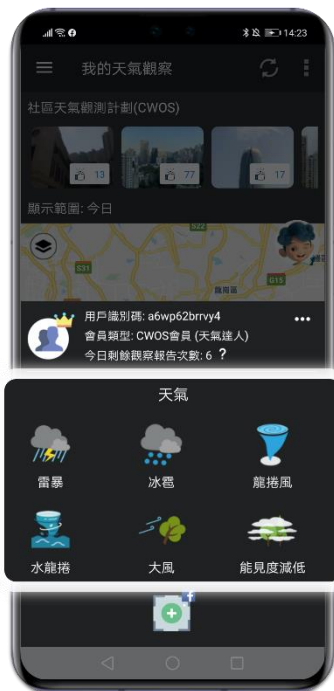 14:23
我的天氣觀察
社區天氣觀測計劃(CWOS)
13
77
17
顯示範圍: 今日
S22
S31
G15
用戶識別碼: a6wp62brrvy4
會員類型: CWOS會員 (天氣達人)
今日剩餘觀察報告次數: 6 ?
天氣
雷暴
冰雹
龍捲風
水龍捲
大風
能見度減低